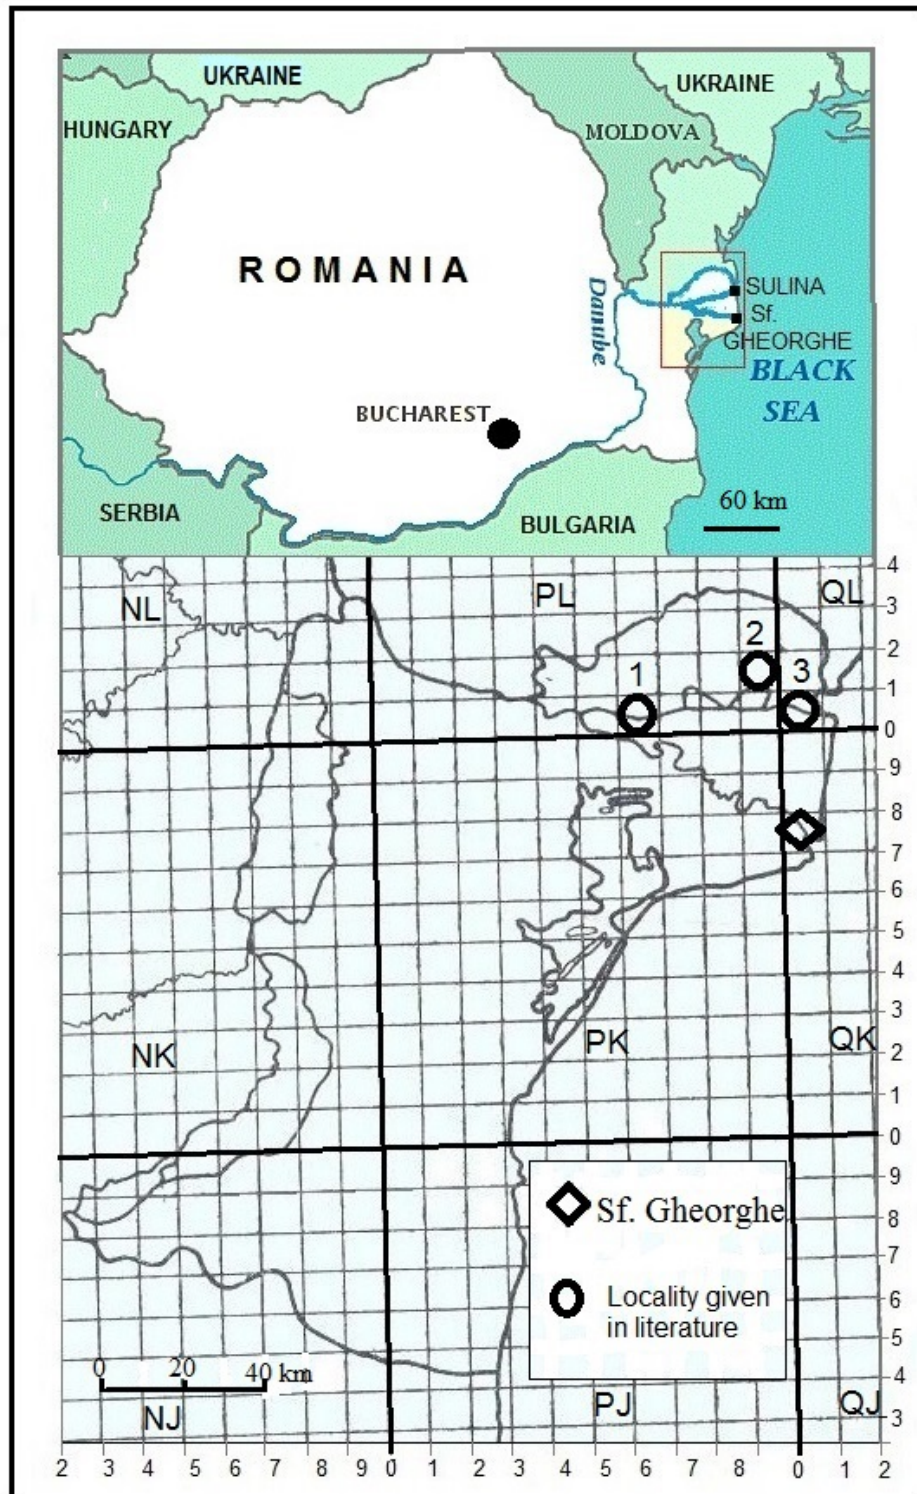 UKRAINE
UKRAINE
HUNGARY
MOLDOVA
ROMANIA
Danube
SULINA
Sf.
GHEORGHE
BLACK
SEA
BUCHAREST
60 km
SERBIA
BULGARIA
NL
PL
QL
4
3
2
1
0
1
2
3
9
8
7
6
5
4
3
2
1
0
NK
PK
QK
9
8
7
6
5
4
3
Sf. Gheorghe
Locality given
in literature
0 20 40 km
NJ
PJ
QJ
2 3 4 5 6 7 8 9 0 1 2 3 4 5 6 7 8 9 0 1 2